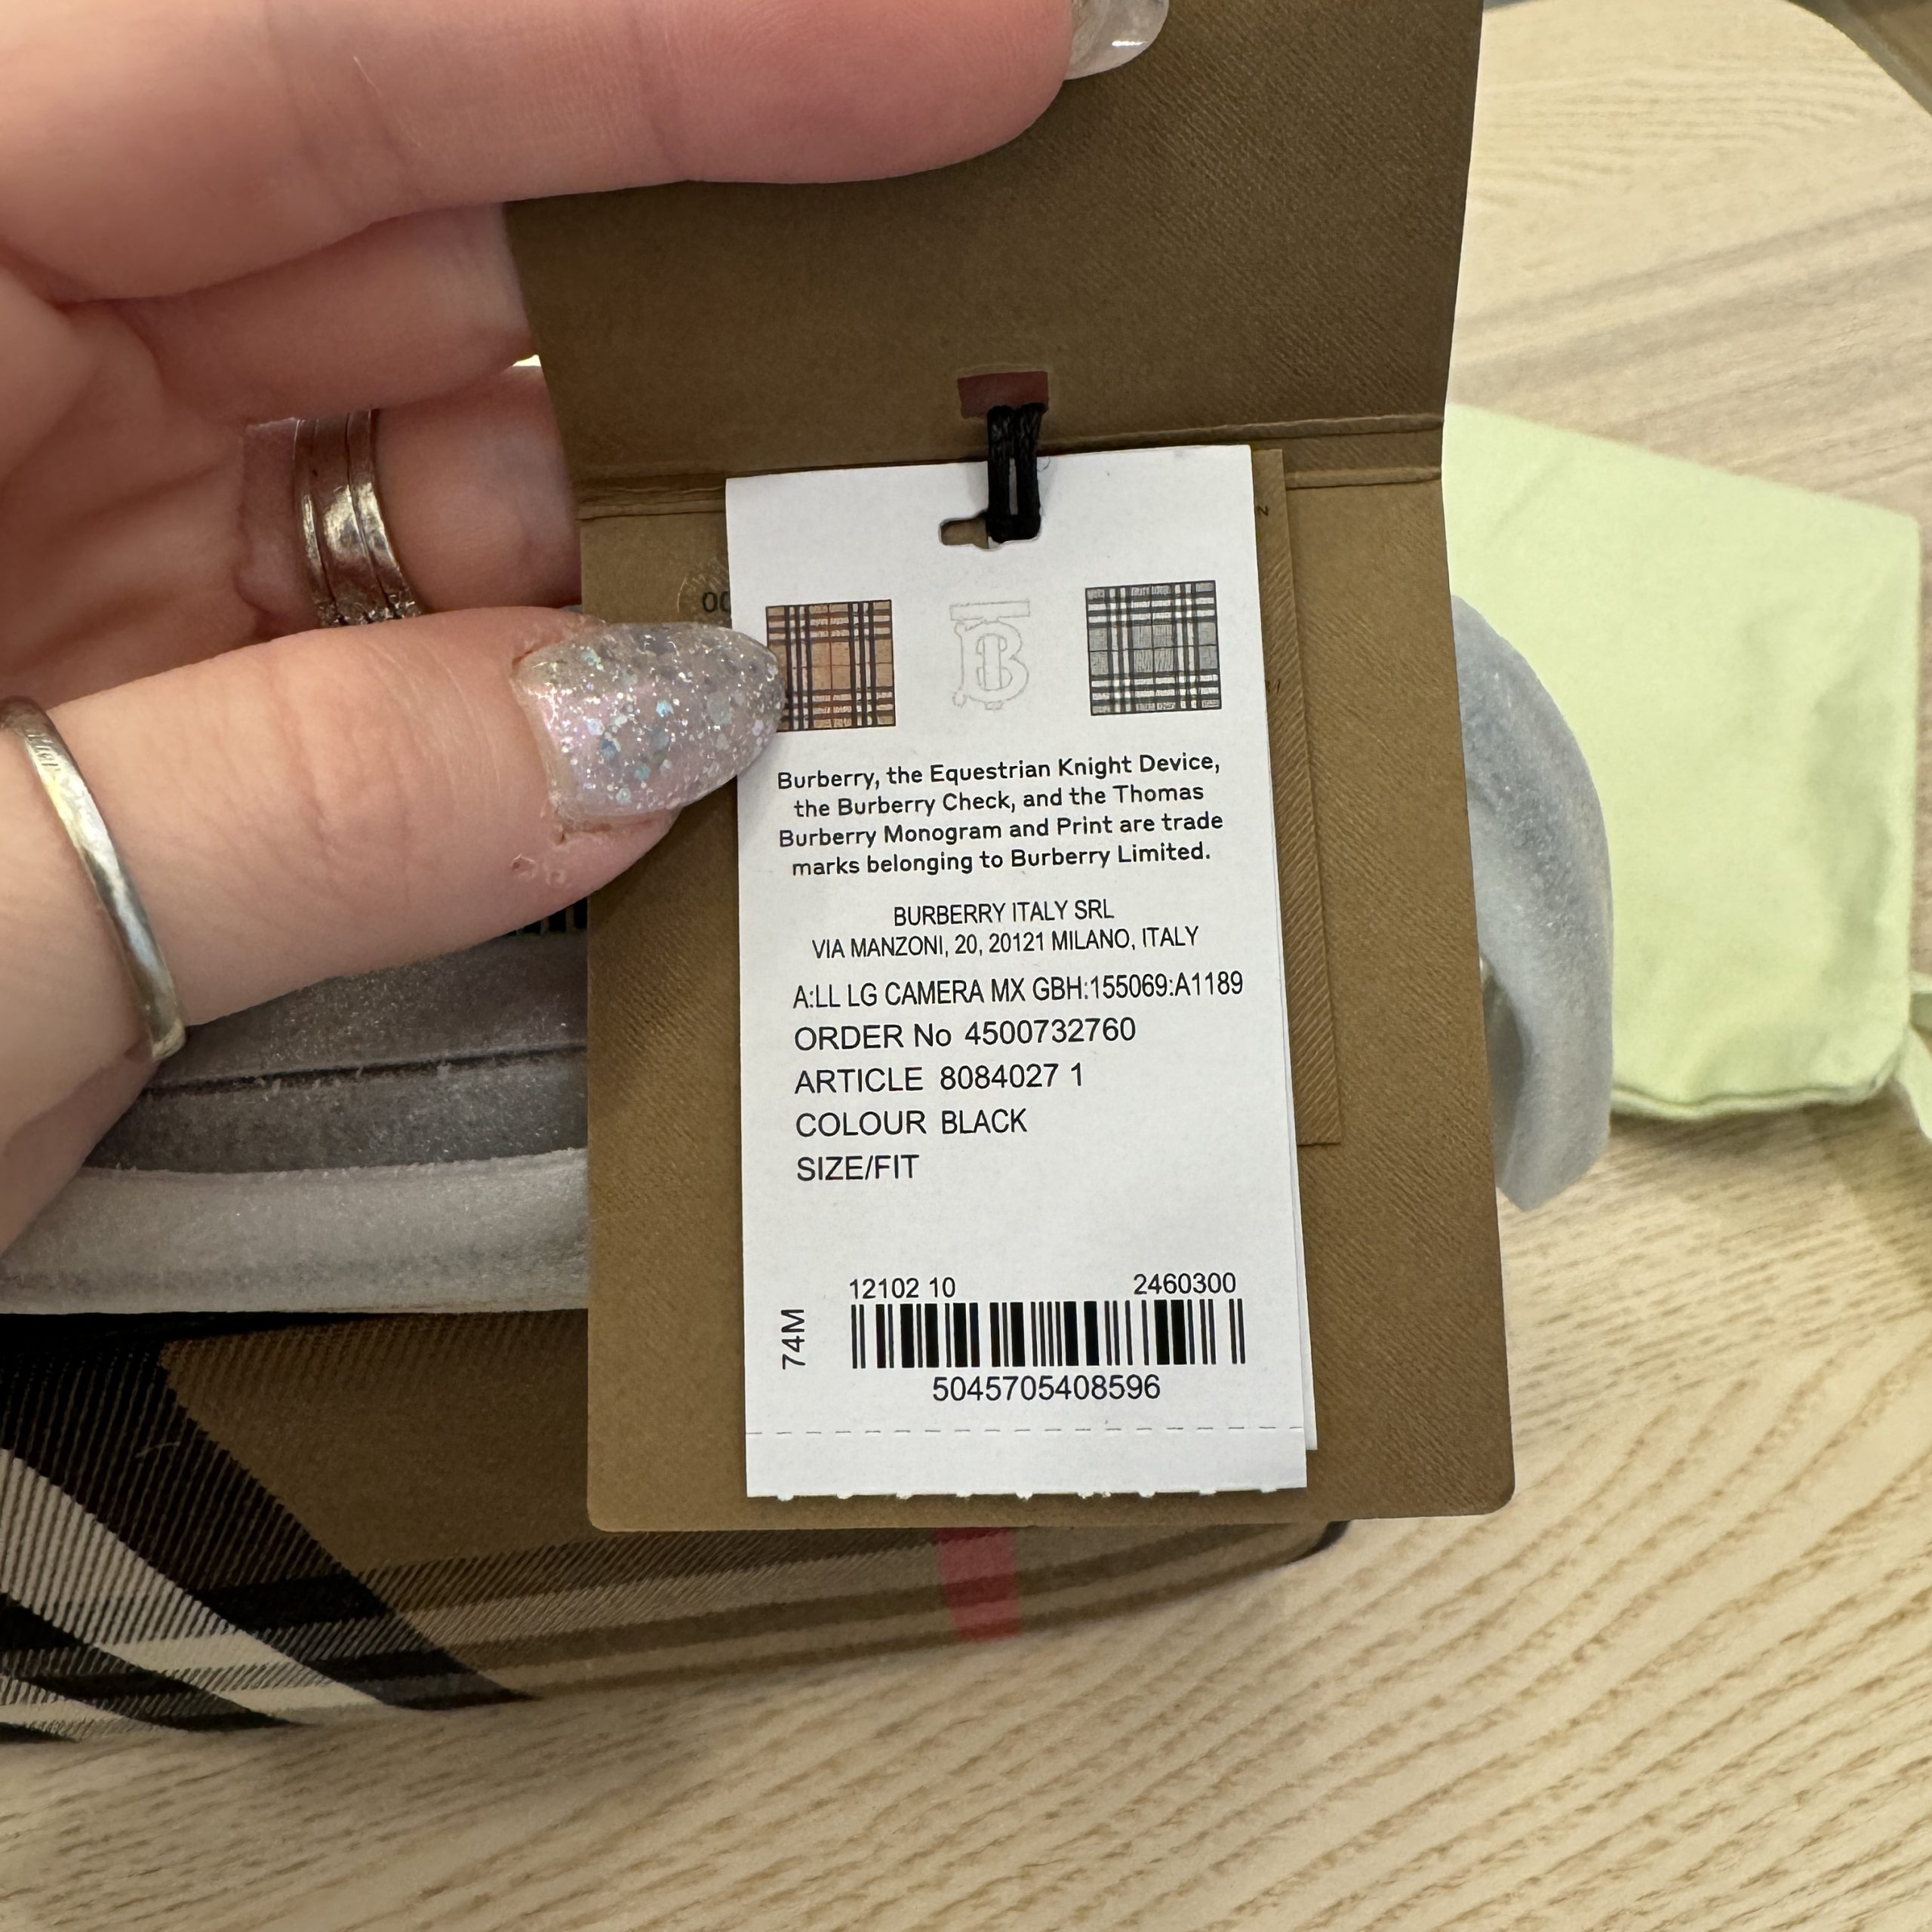 00
N
B
Burberry, the Equestrian Knight Device,
the Burberry Check, and the Thomas
Burberry Monogram and Print are trade
marks belonging to Burberry Limited.
BURBERRY ITALY SRL
VIA MANZONI, 20, 20121 MILANO, ITALY
A:LL LG CAMERA MX GBH:155069:A1189
ORDER No 4500732760
ARTICLE 8084027 1
COLOUR BLACK
SIZE/FIT
12102 10 2460300
74M
5045705408596